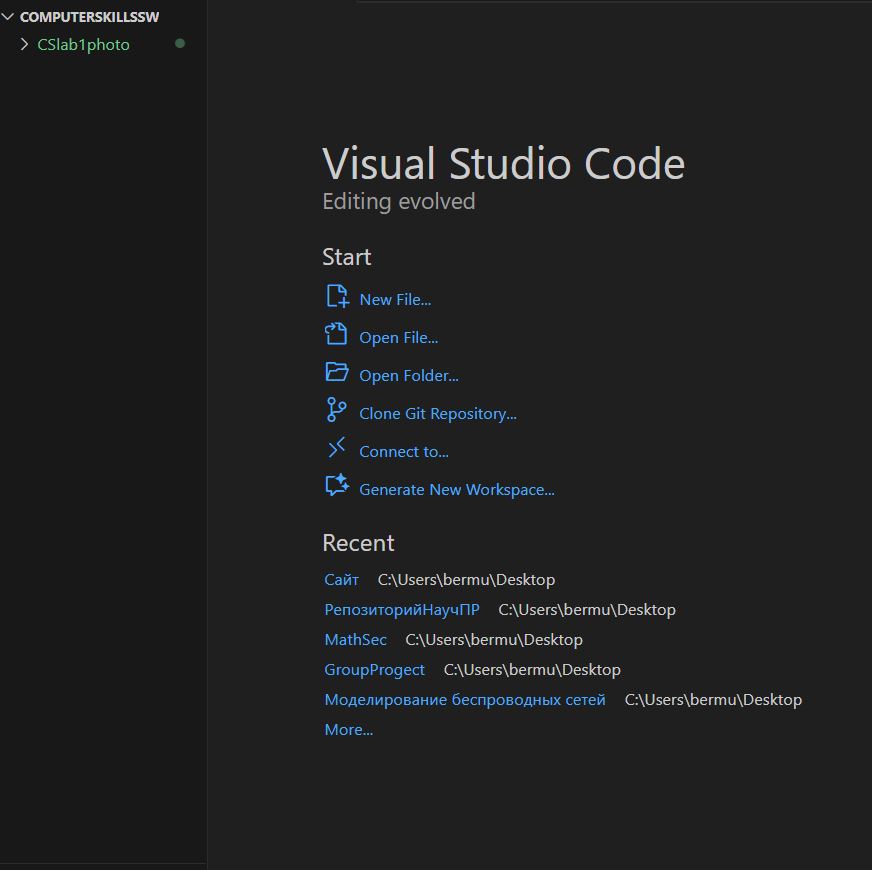 COMPUTERSKILLSSW
CSlab1photo
Visual Studio Code
Editing evolved
Start
New File...
Open File...
Open Folder...
Clone Git Repository...
Connect to...
Generate New Workspace...
Recent
Сайт C:\Users\bermu\Desktop
РепозиторийНаучПР C:\Users\bermu\Desktop
MathSec C:\Users\bermu\Desktop
GroupProgect C:\Users\bermu\Desktop
Моделирование беспроводных сетей C:\Users\bermu\Desktop
More...